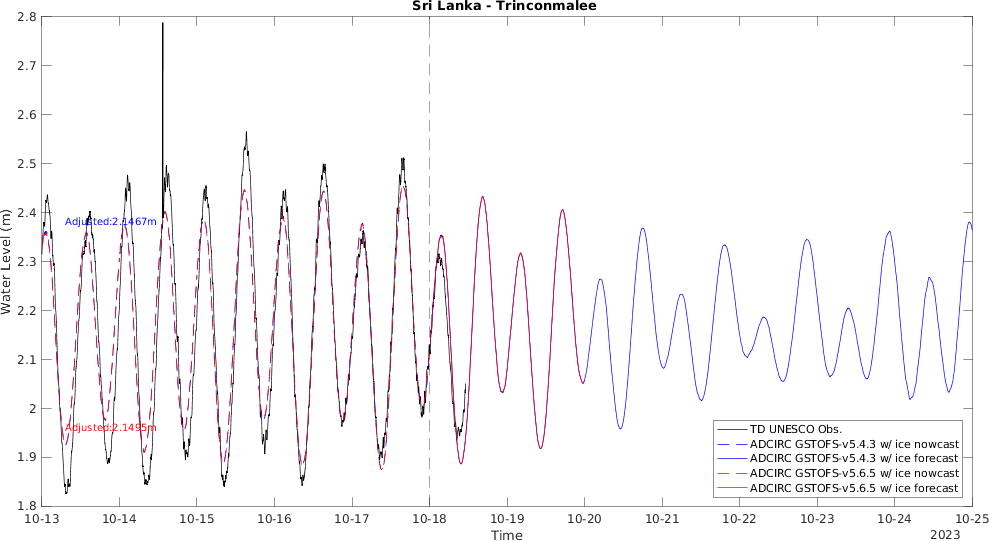 Sri Lanka - Trinconmalee
Water Level (m)
2.8
2.7
2.6
2.5
2.4
2.3
2.2
2.1
2
1.9
1.8
Adjusted:2.1467m
Adjusted:2.1495m
TD UNESCO Obs.
ADCIRC GSTOFS-v5.4.3 w/ ice nowcast
ADCIRC GSTOFS-v5.4.3 w/ ice forecast
ADCIRC GSTOFS-v5.6.5 w/ ice nowcast
ADCIRC GSTOFS-v5.6.5 w/ ice forecast
10-13 10-14 10-15 10-16 10-17 10-18 10-19 10-20 10-21 10-22 10-23 10-24 10-25
Time
2023